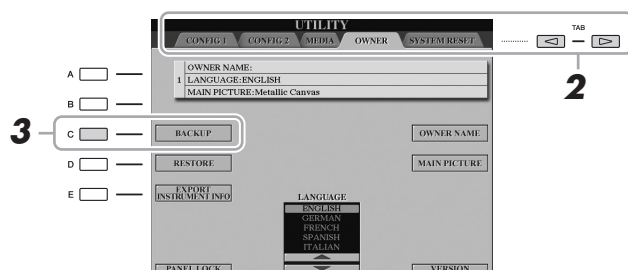 UTILITY
CONFIG 1 CONFIG 2 MEDIA OWNER SYSTEM RESET
TAB
2
OWNER NAME:
1 LANGUAGE:ENGLISH
MAIN PICTURE:Metallic Canvas
A
B
3 C BACKUP OWNER NAME
D RESTORE MAIN PICTURE
E EXPORT
INSTRUMENT INFO
LANGUAGE
ENGLISH
GERMAN
FRENCH
SPANISH
ITALIAN
PANEL LOCK VERSION